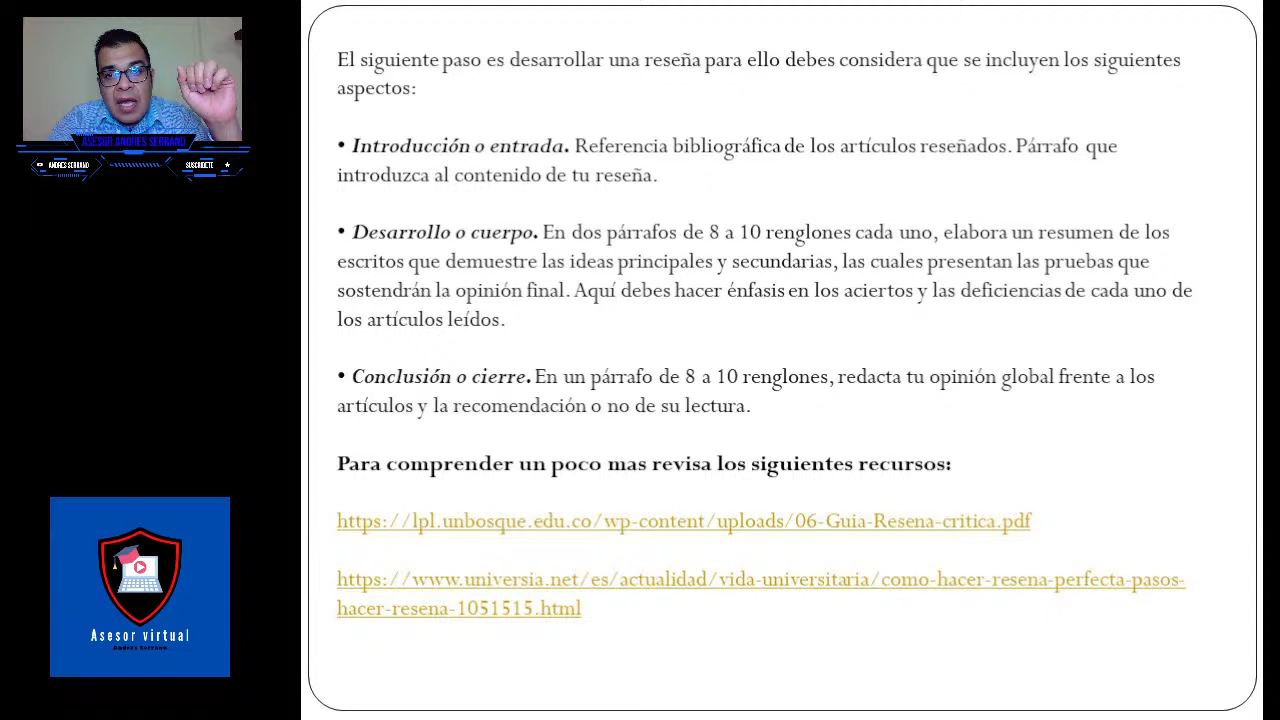 ASESOR ANDRES SERRANO
ANDRES SERRANO
SUSCRIBETE
El siguiente paso es desarrollar una reseña para ello debes considera que se incluyen los siguientes
aspectos:
• Introducción o entrada. Referencia bibliográfica de los artículos reseñados. Párrafo que
introduzca al contenido de tu reseña.
• Desarrollo o cuerpo. En dos párrafos de 8 a 10 renglones cada uno, elabora un resumen de los
escritos que demuestre las ideas principales y secundarias, las cuales presentan las pruebas que
sostendrán la opinión final. Aquí debes hacer énfasis en los aciertos y las deficiencias de cada uno de
los artículos leídos.
• Conclusión o cierre. En un párrafo de 8 a 10 renglones, redacta tu opinión global frente a los
artículos y la recomendación o no de su lectura.
Para comprender un poco mas revisa los siguientes recursos:
https://lpl.unbosque.edu.co/wp-content/uploads/06-Guia-Resena-critica.pdf
https://www.universia.net/es/actualidad/vida-universitaria/como-hacer-resena-perfecta-pasos-
hacer-resena-1051515.html
Asesor virtual
Andres Serrano